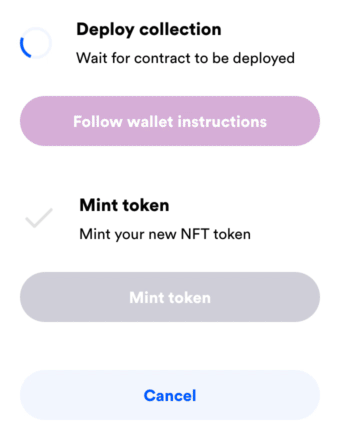 Deploy collection
Wait for contract to be deployed
Follow wallet instructions
Mint token
Mint your new NFT token
Mint token
Cancel